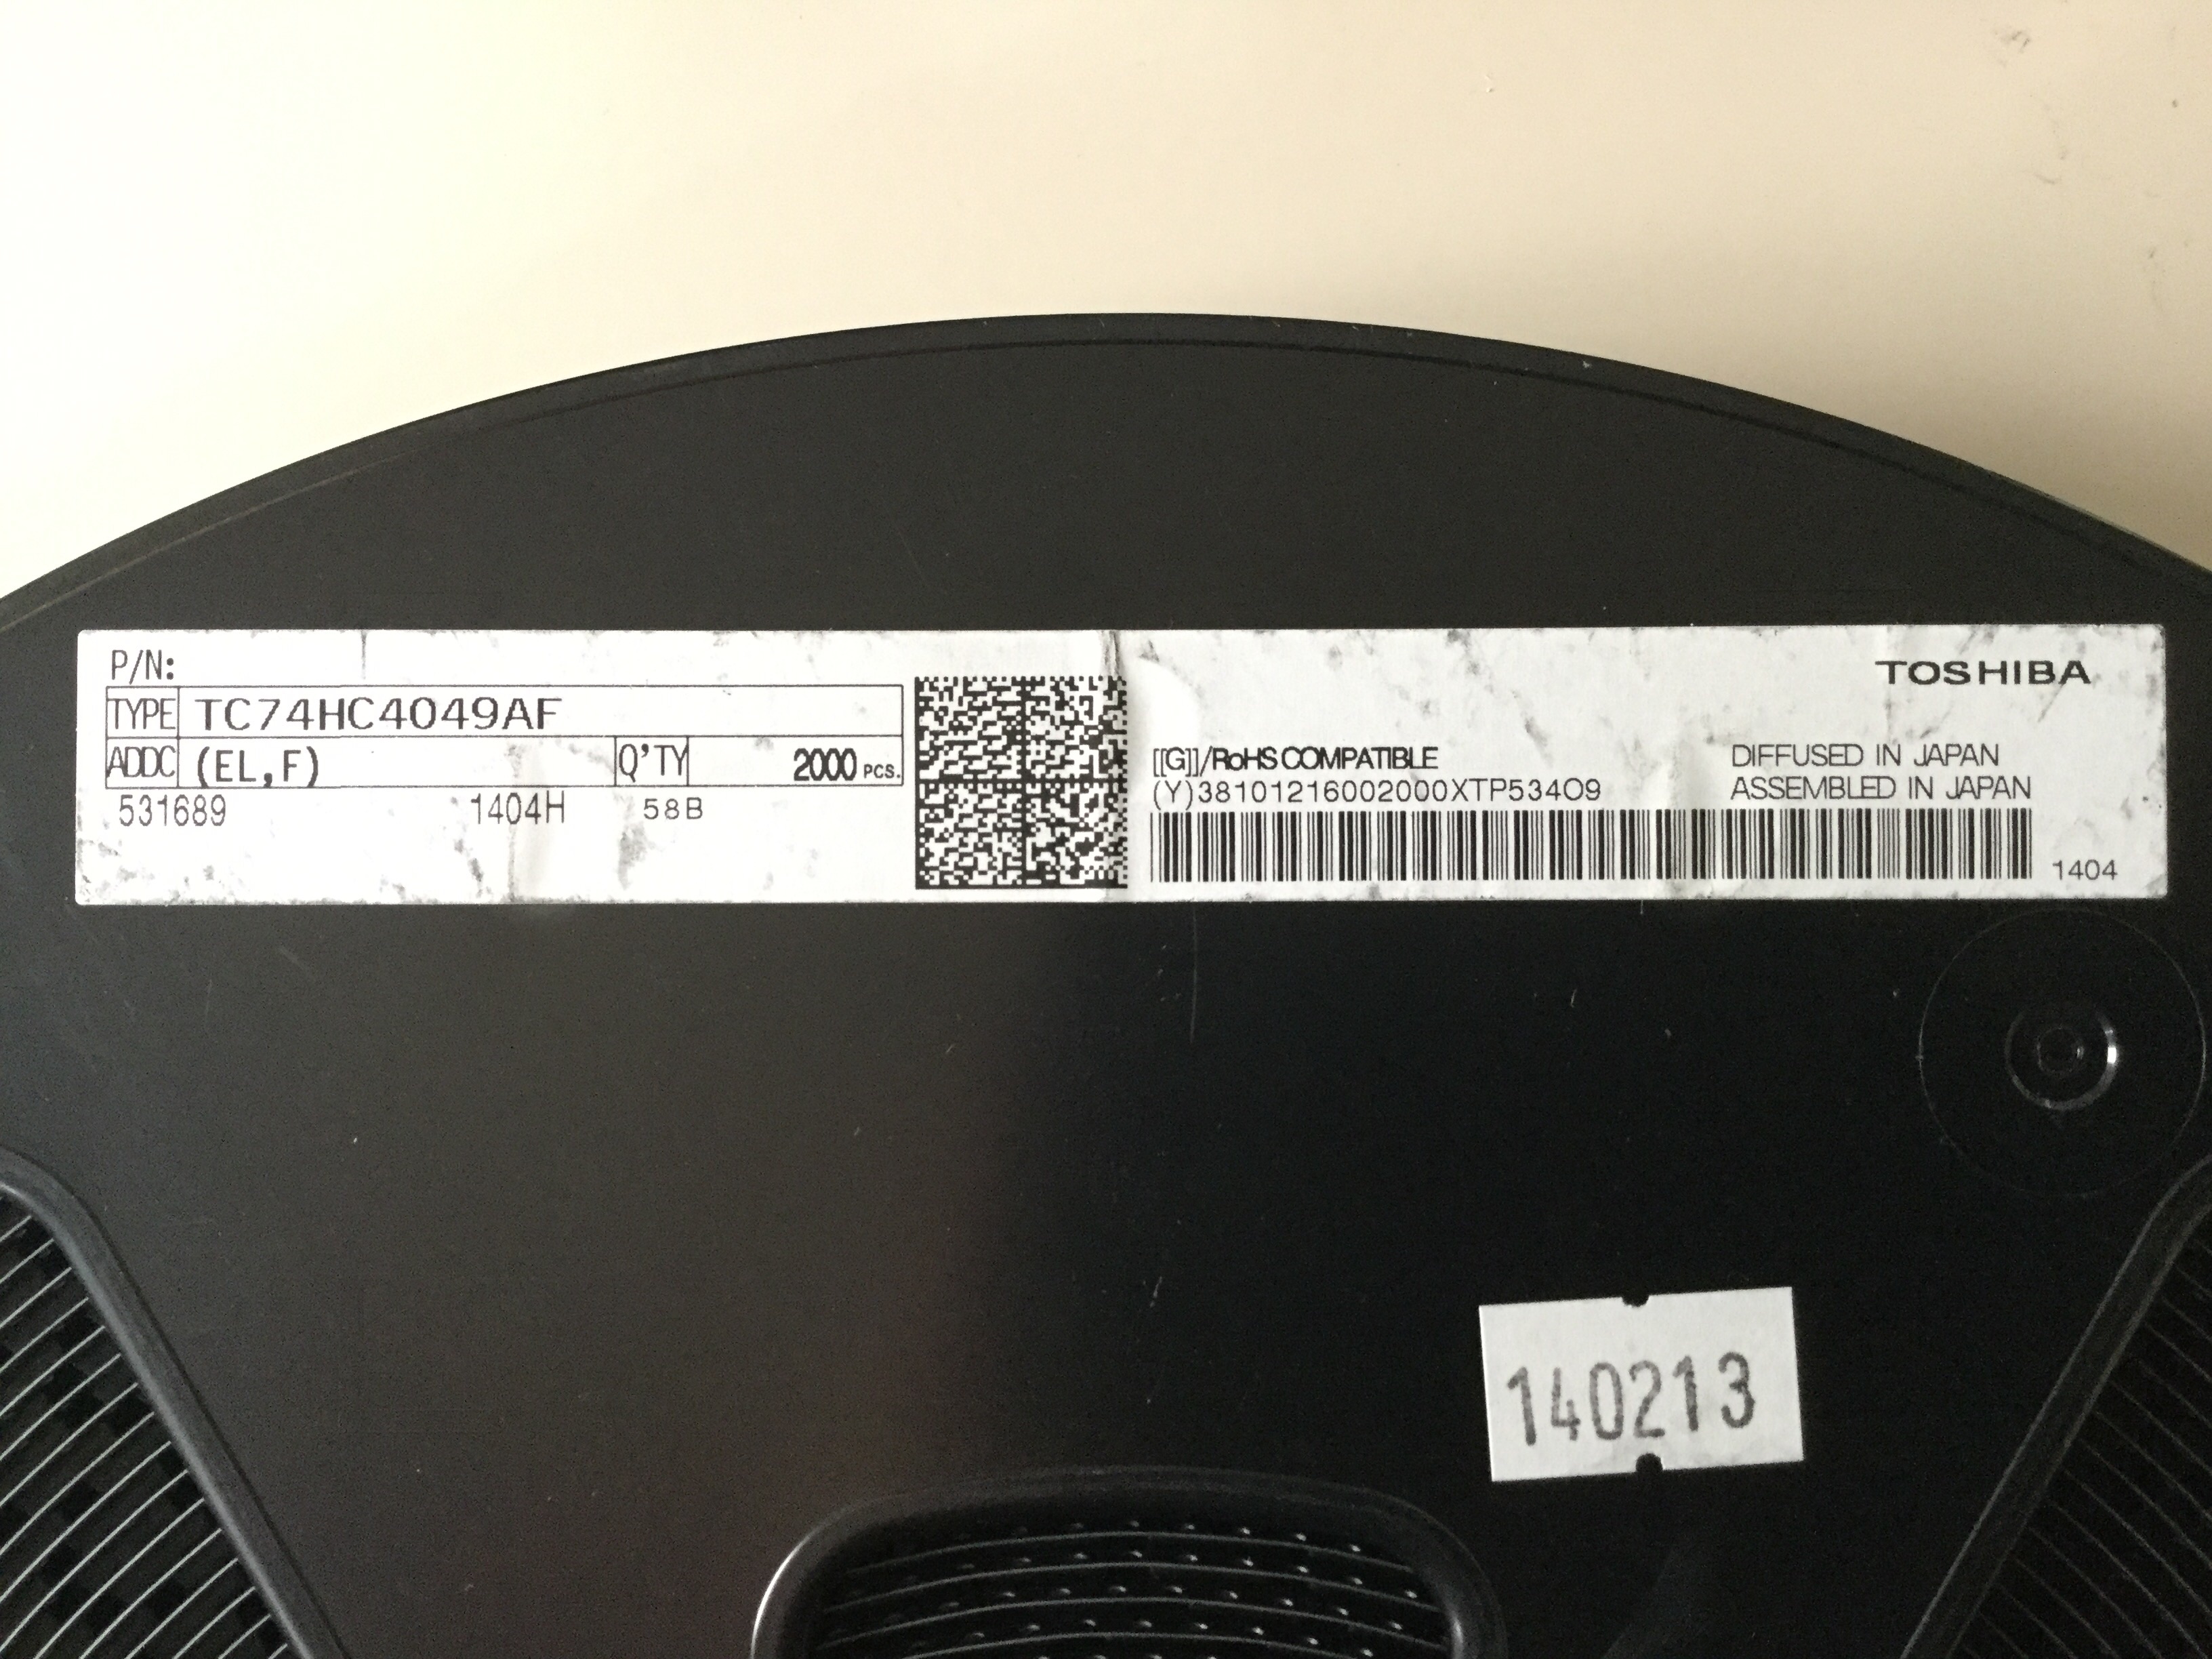 P/N:
TYPE TC74HC4049AF
ADDC (EL,F) Q'TY 2000 PCS.
531689 1404H 58B
TOSHIBA
[[G]]/RoHS COMPATIBLE
(Y)38101216002000XTP534O9
DIFFUSED IN JAPAN
ASSEMBLED IN JAPAN
1404
140213